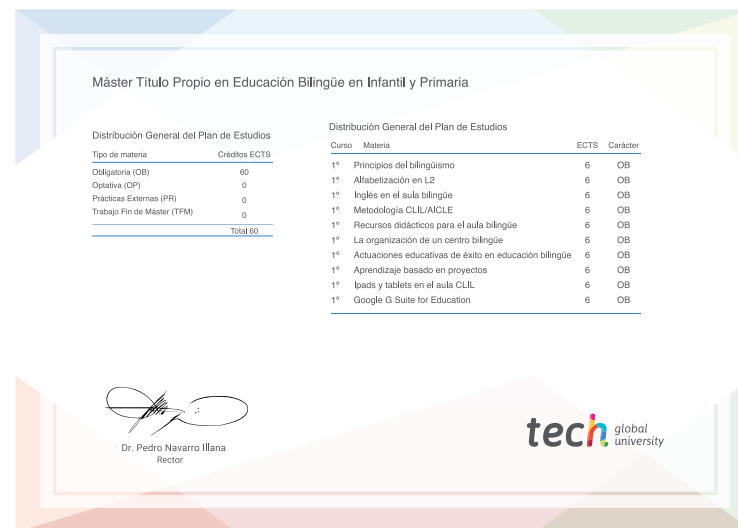 Máster Título Propio en Educación Bilingüe en Infantil y Primaria
Distribución General del Plan de Estudios
Tipo de materia Créditos ECTS
Obligatoria (OB) 60
Optativa (OP) 0
Prácticas Externas (PR) 0
Trabajo Fin de Máster (TFM) 0
Total 60
Distribución General del Plan de Estudios
Curso Materia ECTS Carácter
1º Principios del bilingüismo 6 OB
1º Alfabetización en L2 6 OB
1º Inglés en el aula bilingüe 6 OB
1º Metodología CLIL/AICLE 6 OB
1º Recursos didácticos para el aula bilingüe 6 OB
1º La organización de un centro bilingüe 6 OB
1º Actuaciones educativas de éxito en educación bilingüe 6 OB
1º Aprendizaje basado en proyectos 6 OB
1º Ipads y tablets en el aula CLIL 6 OB
1º Google G Suite for Education 6 OB
Dr. Pedro Navarro Illana
Rector
tech global
university